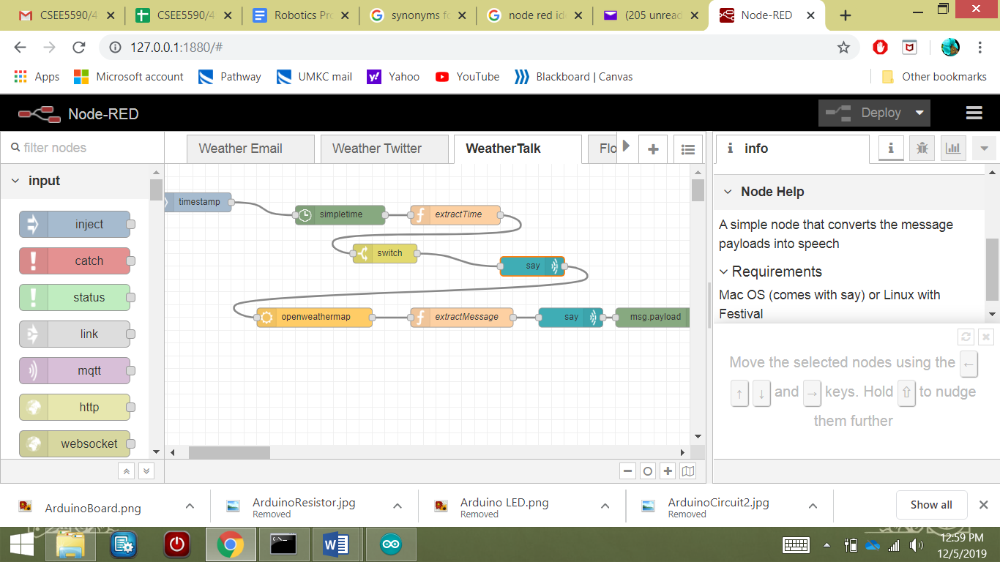 CSEE5590/4
CSEE5590/4
Robotics Pro
synonyms fo
node red ide
(205 unread
Node-RED
127.0.0.1:1880/#
Apps
Microsoft account
Pathway
UMKC mail
Yahoo
YouTube
Blackboard | Canvas
Other bookmarks
Node-RED
Deploy
filter nodes
Weather Email
Weather Twitter
WeatherTalk
Flo
i info
i
input
inject
catch
status
link
mqtt
http
websocket
timestamp
simpletime
f extractTime
switch
say
openweathermap
f extractMessage
say
msg.payload
Node Help
A simple node that converts the message
payloads into speech
Requirements
Mac OS (comes with say) or Linux with
Festival
Move the selected nodes using the ←
↑ ↓ and → keys. Hold ⇧ to nudge
them further
ArduinoBoard.png
ArduinoResistor.jpg
Removed
Arduino LED.png
Removed
ArduinoCircuit2.jpg
Removed
Show all
12:59 PM
12/5/2019